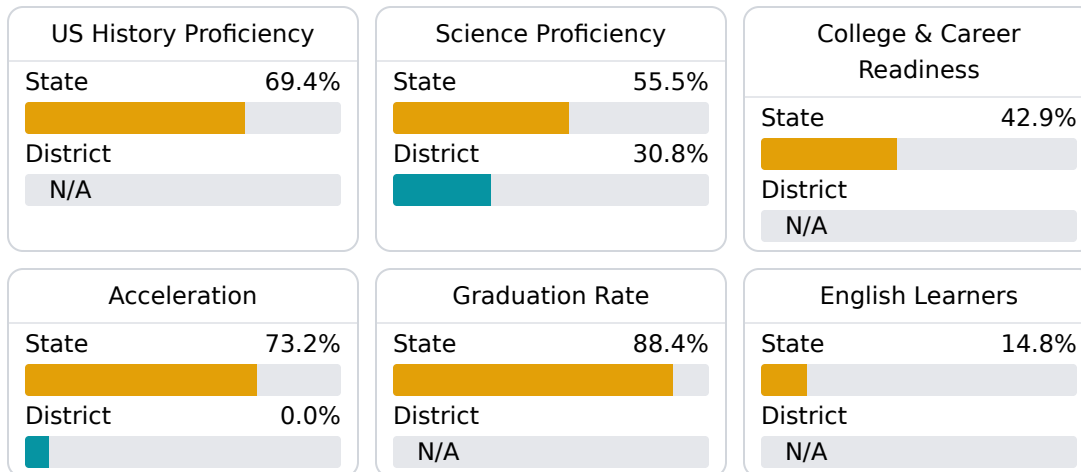 US History Proficiency
State 69.4%
District
N/A
Science Proficiency
State 55.5%
District 30.8%
College & Career
Readiness
State 42.9%
District
N/A
Acceleration
State 73.2%
District 0.0%
Graduation Rate
State 88.4%
District
N/A
English Learners
State 14.8%
District
N/A